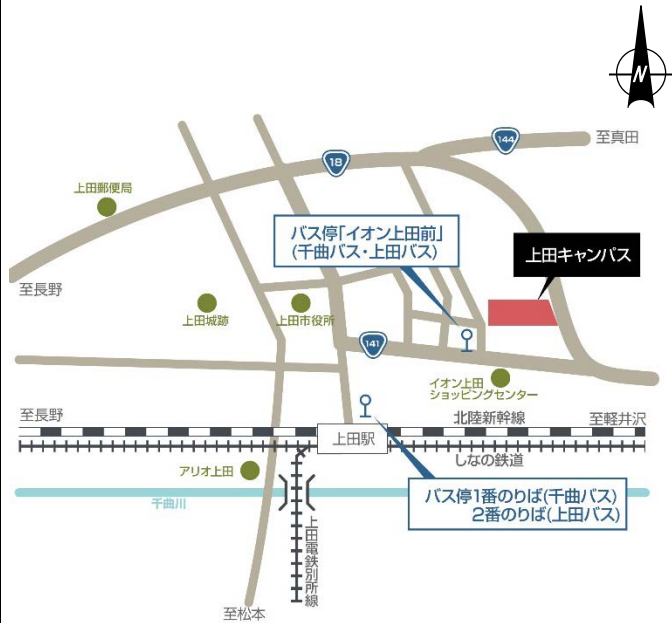 N
144
至真田
18
上田郵便局
バス停「イオン上田前」
(千曲バス・上田バス)
上田キャンパス
至長野
上田城跡
上田市役所
141
イオン上田
ショッピングセンター
至長野
北陸新幹線
至軽井沢
上田駅
しなの鉄道
アリオ上田
バス停1番のりば(千曲バス)
2番のりば(上田バス)
千曲川
上田電鉄別所線
至松本